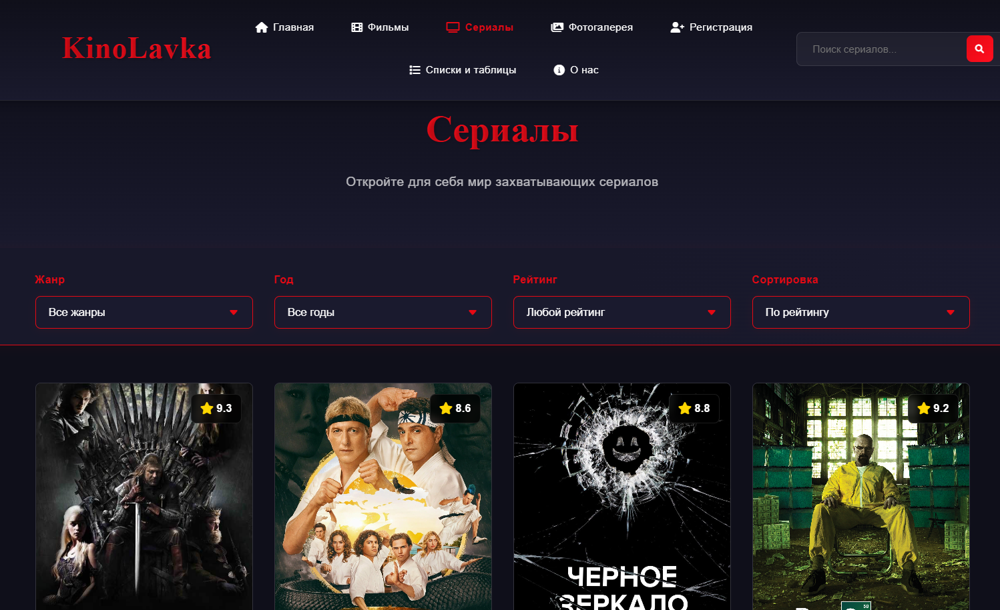 Главная
Фильмы
Сериалы
Фотогалерея
Регистрация
KinoLavka
Поиск сериалов...
Списки и таблицы
О нас
Сериалы
Откройте для себя мир захватывающих сериалов
Жанр
Год
Рейтинг
Сортировка
Все жанры
Все годы
Любой рейтинг
По рейтингу
9.3
8.6
8.8
9.2
ЧЕРНОЕ
ЗЕРКАЛО